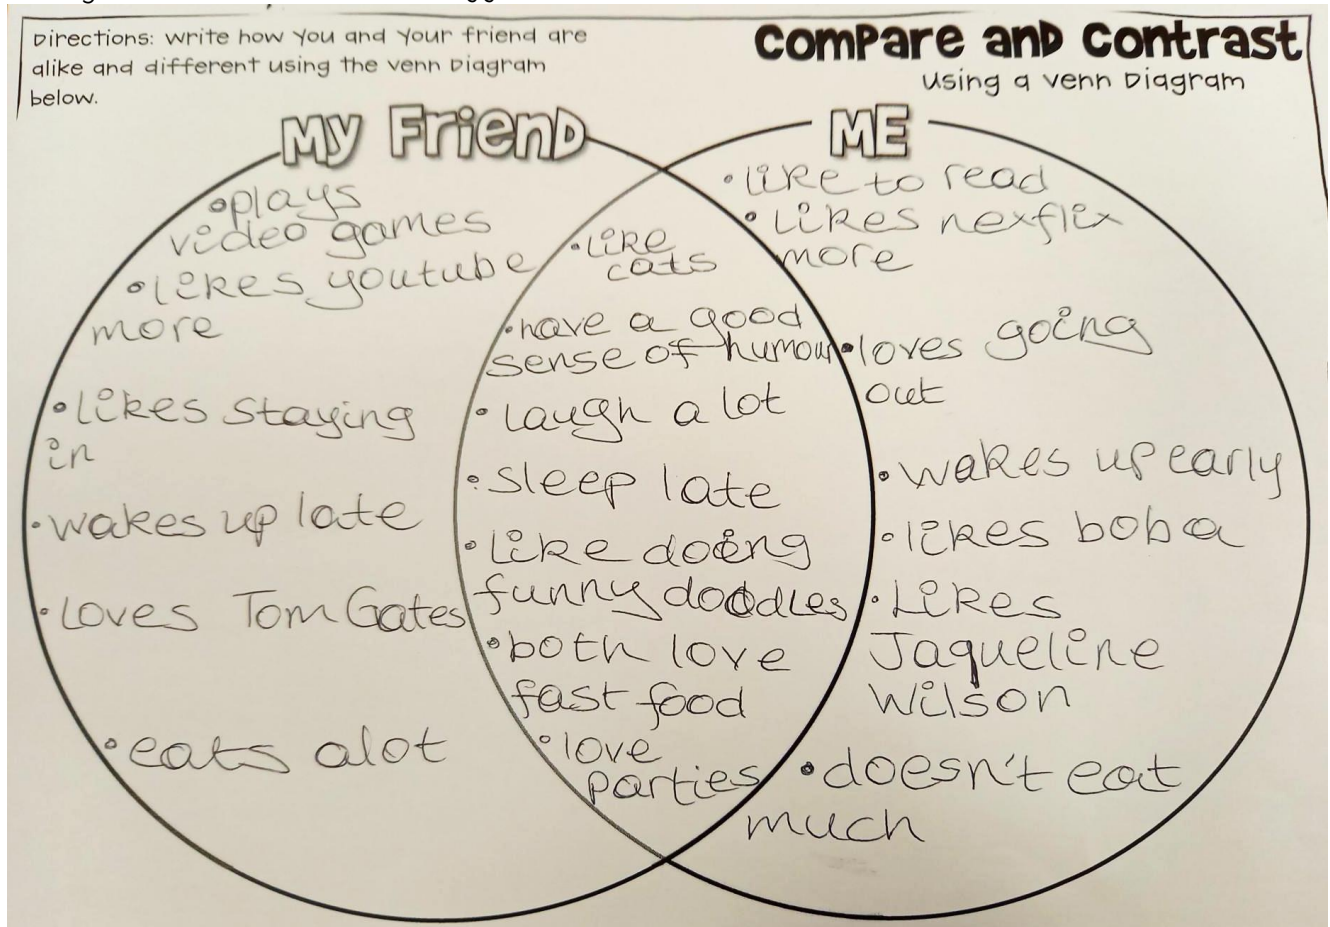 Directions: Write how you and your friend are
alike and different using the Venn Diagram
below.
Compare and Contrast
Using a Venn Diagram
My Friend
•plays
video games
•likes youtube
more
•likes staying
in
•wakes up late
•loves Tom Gates
•eats alot
•like
cats
•have a good
sense of humour
•laugh a lot
•sleep late
•like doing
funny doodles
•both love
fast food
•love
parties
ME
•like to read
•likes nexflix
more
•loves going
out
•wakes up early
•likes boba
•Likes
Jaqueline
Wilson
•doesn't eat
much